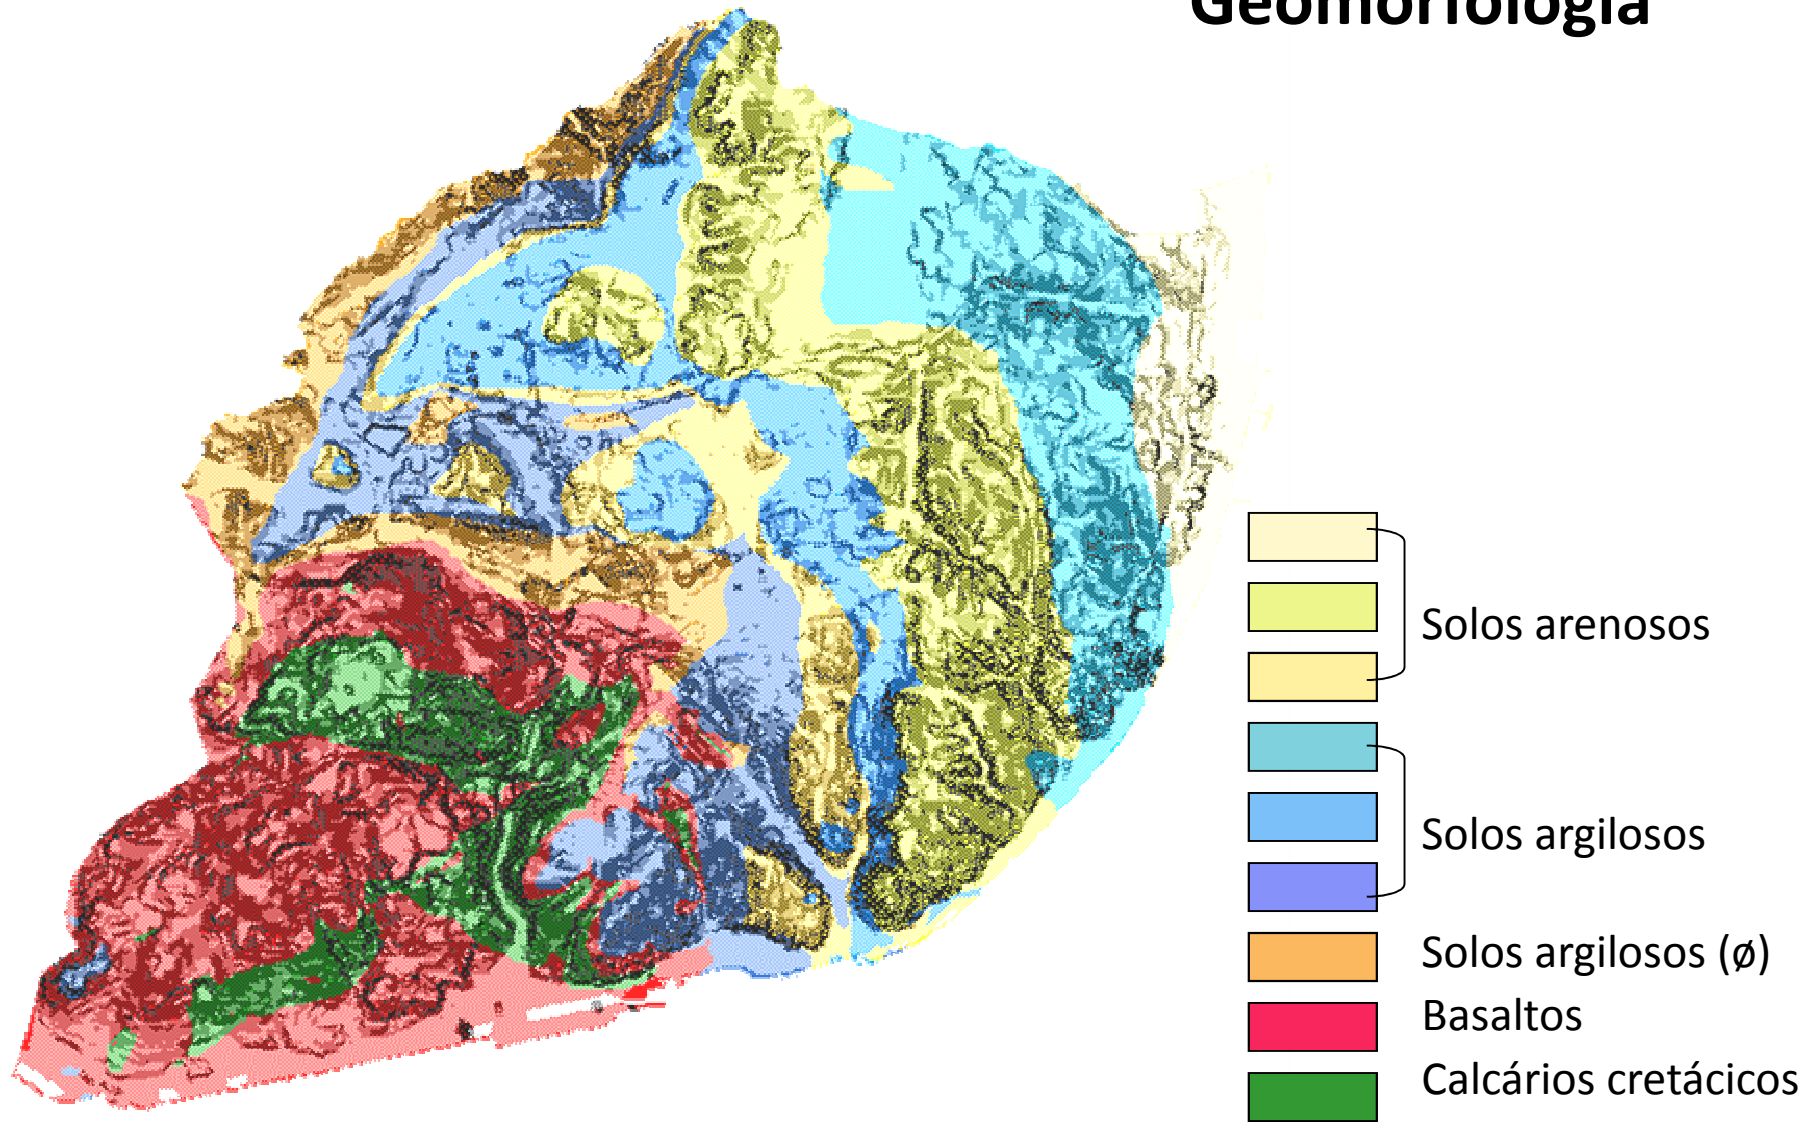 Geomorfologia
Solos arenosos
Solos argilosos
Solos argilosos (ø)
Basaltos
Calcários cretácicos